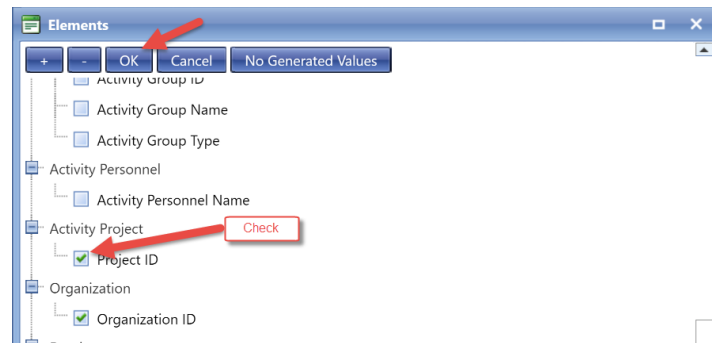 Elements
+ - OK Cancel No Generated Values
Activity Group ID
Activity Group Name
Activity Group Type
Activity Personnel
Activity Personnel Name
Activity Project
Check
Project ID
Organization
Organization ID